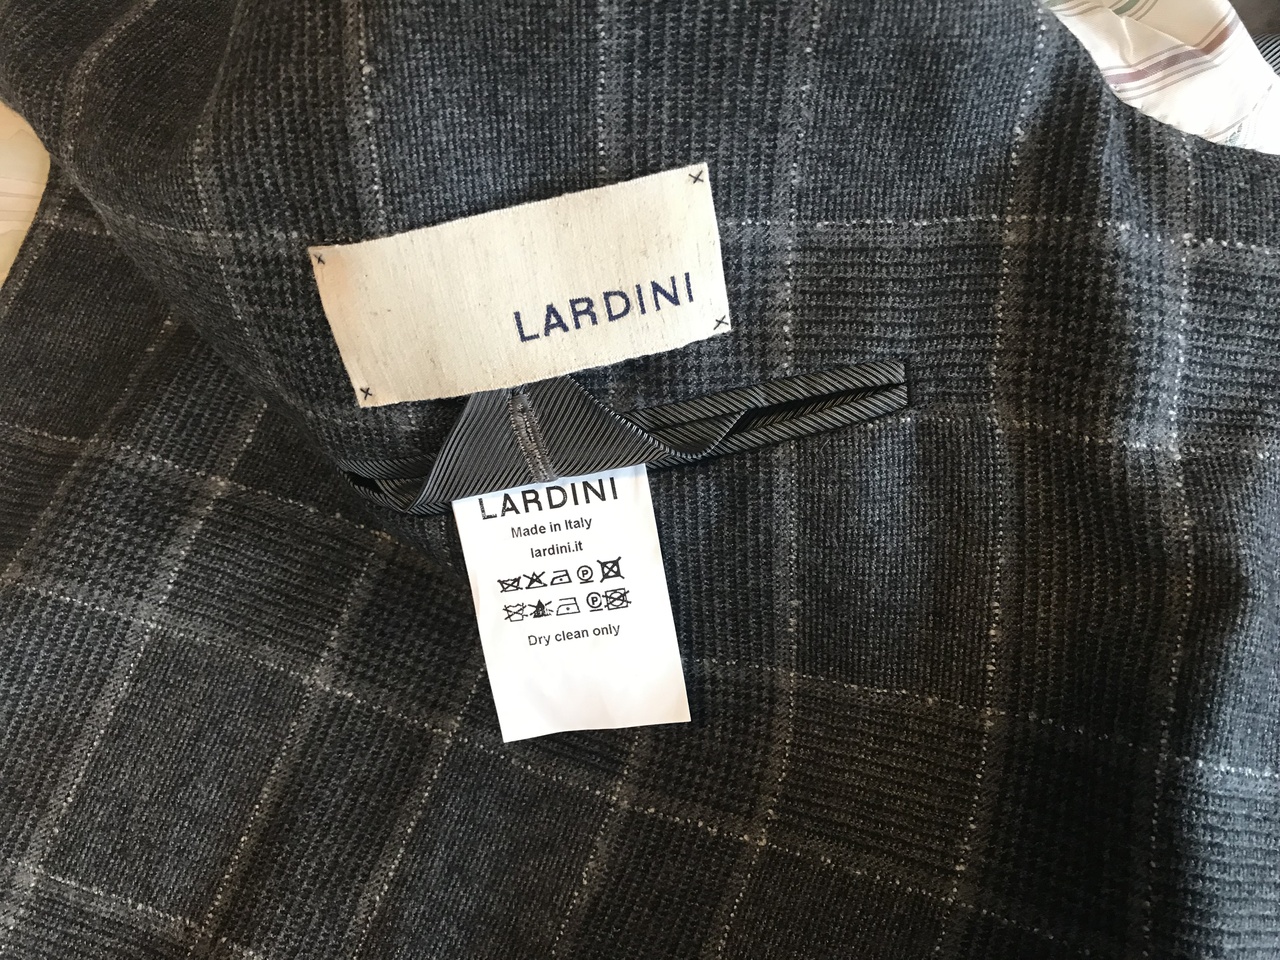 LARDINI
LARDINI
Made in Italy
lardini.it
Dry clean only